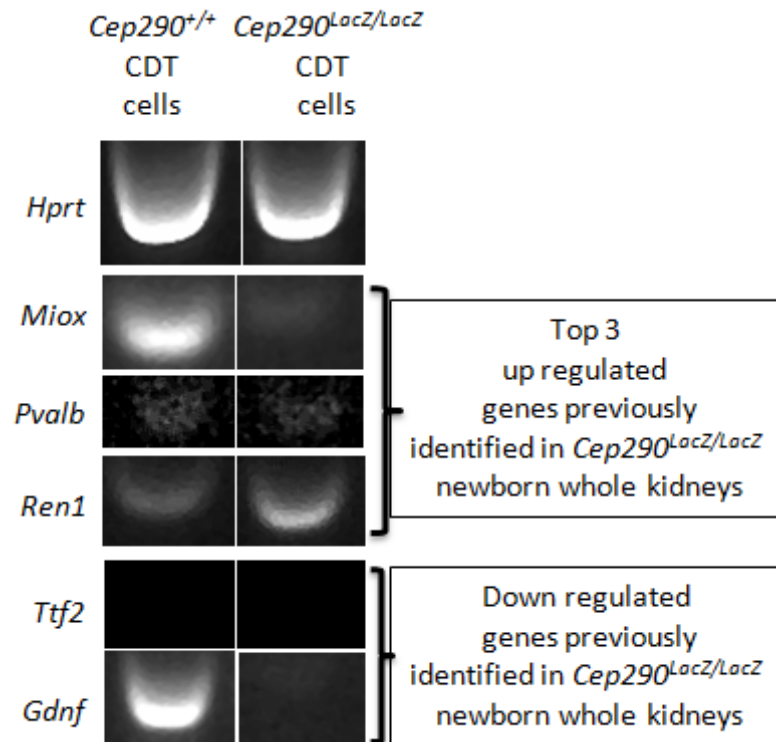 Cep290+/+ Cep290LacZ/LacZ
CDT CDT
cells cells
Hprt
Miox
Pvalb
Ren1
Top 3
up regulated
genes previously
identified in Cep290LacZ/LacZ
newborn whole kidneys
Ttf2
Gdnf
Down regulated
genes previously
identified in Cep290LacZ/LacZ
newborn whole kidneys